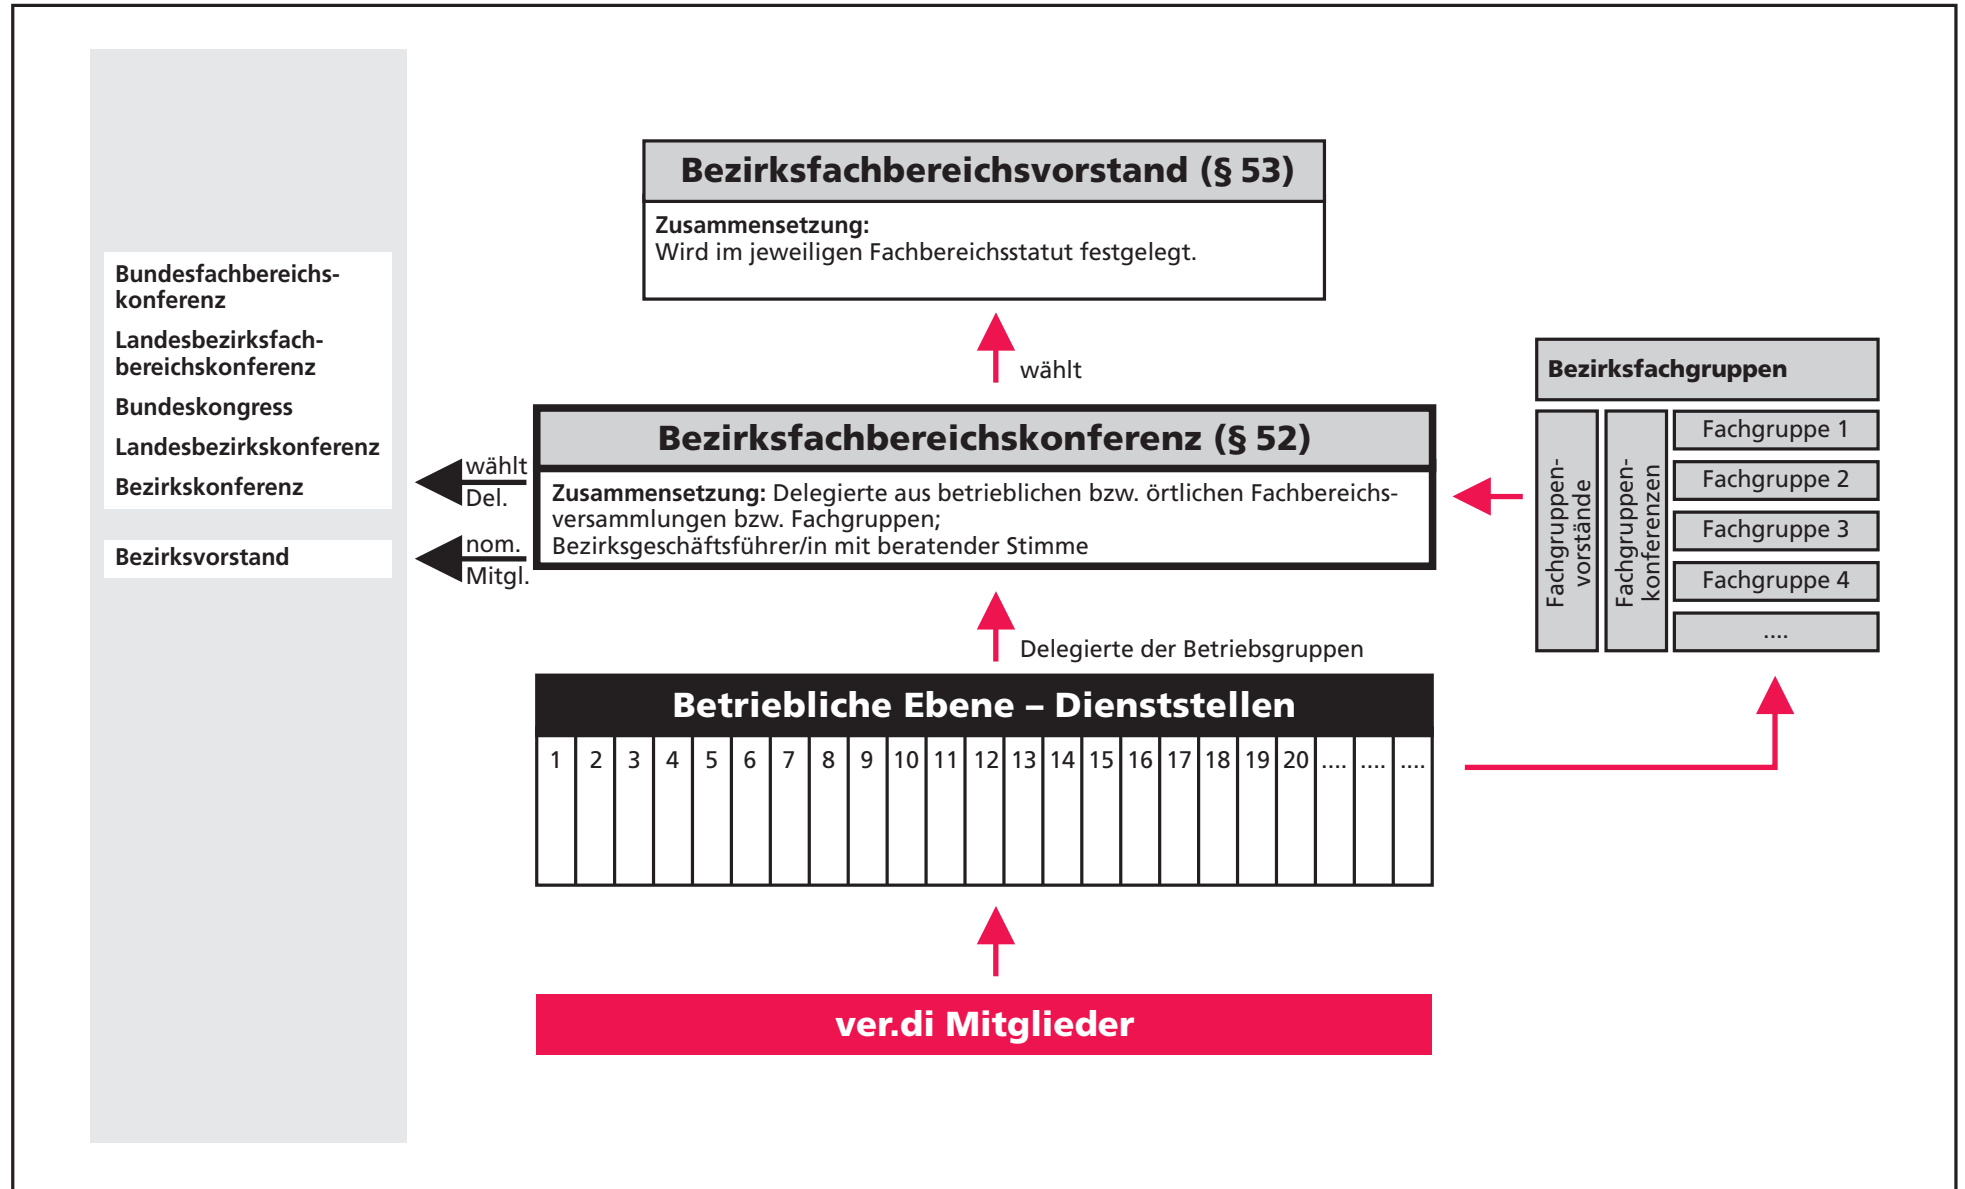 Bezirksfachbereichsvorstand (§ 53)
Zusammensetzung:
Wird im jeweiligen Fachbereichsstatut festgelegt.
Bundesfachbereichs-
konferenz
Landesbezirksfach-
bereichskonferenz
Bundeskongress
Landesbezirkskonferenz
Bezirkskonferenz
Bezirksvorstand
wählt
wählt
Del.
nom.
Mitgl.
Bezirksfachbereichskonferenz (§ 52)
Zusammensetzung: Delegierte aus betrieblichen bzw. örtlichen Fachbereichs-
versammlungen bzw. Fachgruppen;
Bezirksgeschäftsführer/in mit beratender Stimme
Bezirksfachgruppen
Fachgruppen-
vorstände
Fachgruppen-
konferenzen
Fachgruppe 1
Fachgruppe 2
Fachgruppe 3
Fachgruppe 4
....
Delegierte der Betriebsgruppen
Betriebliche Ebene – Dienststellen
1 2 3 4 5 6 7 8 9 10 11 12 13 14 15 16 17 18 19 20 .... .... ....
ver.di Mitglieder